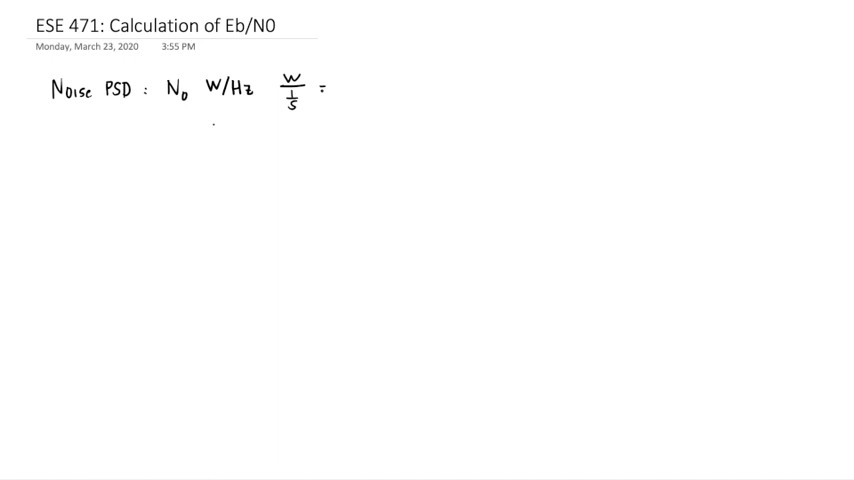 ESE 471: Calculation of Eb/N0
Monday, March 23, 2020 3:55 PM
Noise PSD : N₀ W/Hz W/(1/s) =